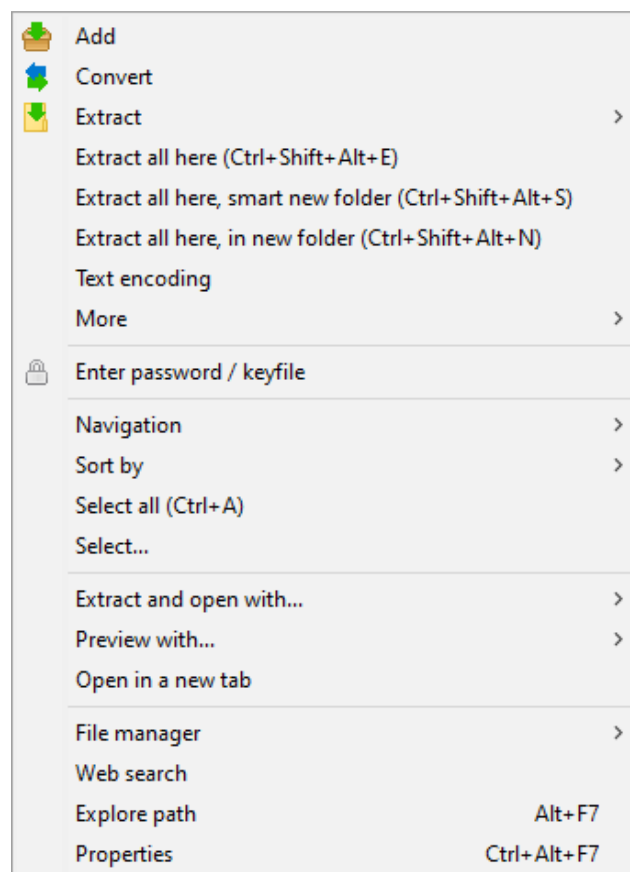 Add
Convert
Extract
Extract all here (Ctrl+Shift+Alt+E)
Extract all here, smart new folder (Ctrl+Shift+Alt+S)
Extract all here, in new folder (Ctrl+Shift+Alt+N)
Text encoding
More
Enter password / keyfile
Navigation
Sort by
Select all (Ctrl+A)
Select...
Extract and open with...
Preview with...
Open in a new tab
File manager
Web search
Explore path Alt+F7
Properties Ctrl+Alt+F7